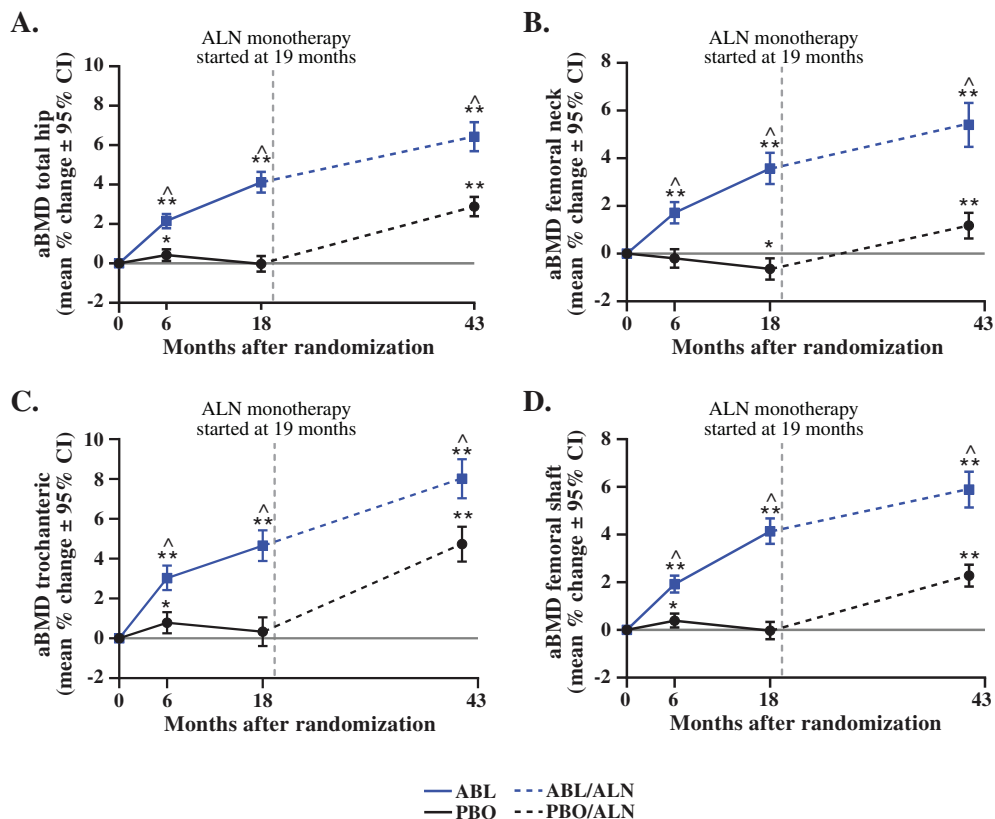 A.
ALN monotherapy
started at 19 months
aBMD total hip
(mean % change ± 95% CI)
10
8
6
4
2
0
-2
^
**
*
^
**
^
**
**
0
6
18
43
Months after randomization
B.
ALN monotherapy
started at 19 months
aBMD femoral neck
(mean % change ± 95% CI)
8
6
4
2
0
-2
^
**
^
**
*
^
**
**
0
6
18
43
Months after randomization
C.
ALN monotherapy
started at 19 months
aBMD trochanteric
(mean % change ± 95% CI)
10
8
6
4
2
0
-2
^
**
*
^
**
^
**
**
0
6
18
43
Months after randomization
D.
ALN monotherapy
started at 19 months
aBMD femoral shaft
(mean % change ± 95% CI)
8
6
4
2
0
-2
^
**
*
^
**
^
**
**
0
6
18
43
Months after randomization
ABL ABL/ALN
PBO PBO/ALN